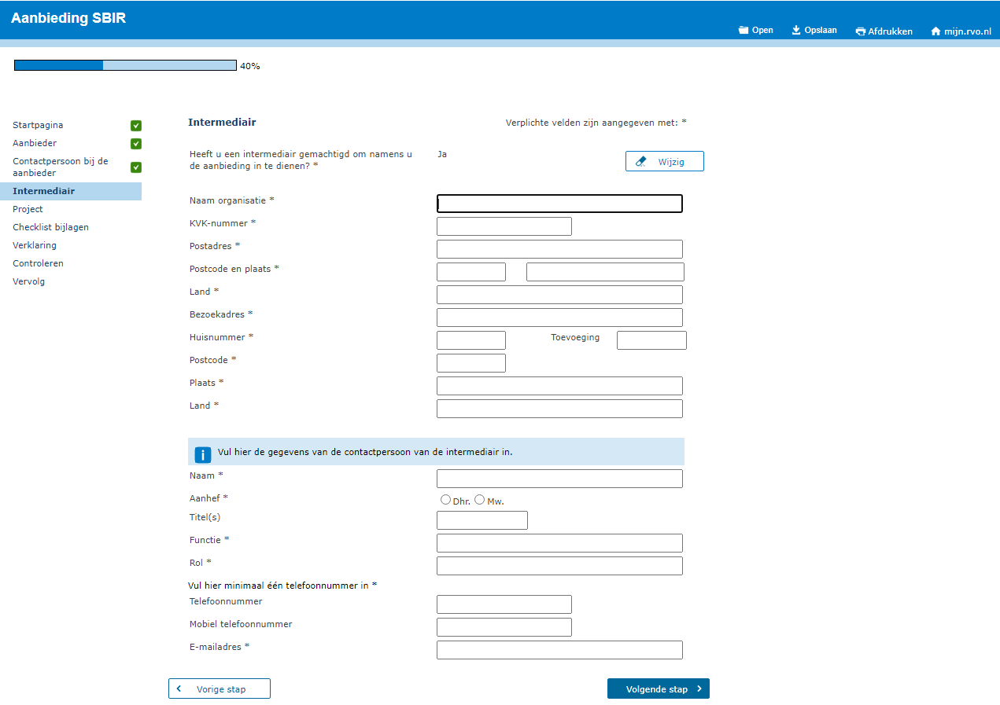 Aanbieding SBIR
Open Opslaan Afdrukken mijn.rvo.nl
40%
Startpagina
Aanbieder
Contactpersoon bij de
aanbieder
Intermediair
Project
Checklist bijlagen
Verklaring
Controleren
Vervolg
Intermediair Verplichte velden zijn aangegeven met: *
Heeft u een intermediair gemachtigd om namens u Ja
de aanbieding in te dienen? * Wijzig
Naam organisatie *
KVK-nummer *
Postadres *
Postcode en plaats *
Land *
Bezoekadres *
Huisnummer * Toevoeging
Postcode *
Plaats *
Land *
i Vul hier de gegevens van de contactpersoon van de intermediair in.
Naam *
Aanhef * Dhr. Mw.
Titel(s)
Functie *
Rol *
Vul hier minimaal één telefoonnummer in *
Telefoonnummer
Mobiel telefoonnummer
E-mailadres *
Vorige stap Volgende stap